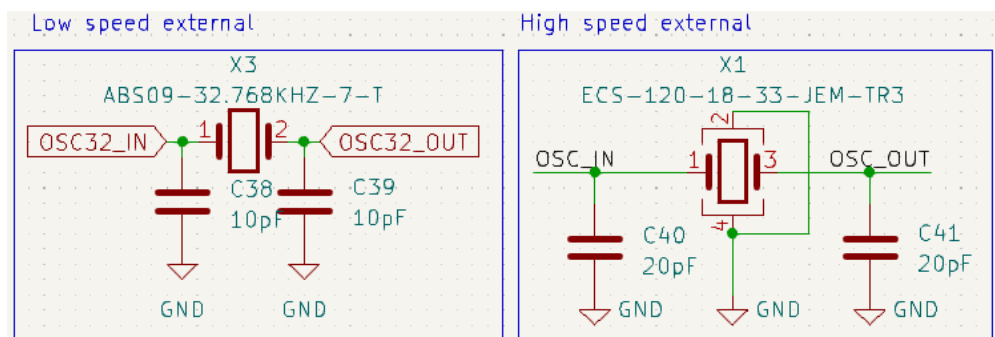 Low speed external
X3
ABS09-32.768KHZ-7-T
OSC32_IN
1
2
OSC32_OUT
C38
10pF
C39
10pF
GND
GND
High speed external
X1
ECS-120-18-33-JEM-TR3
2
OSC_IN
1
3
OSC_OUT
4
C40
20pF
C41
20pF
GND
GND
GND